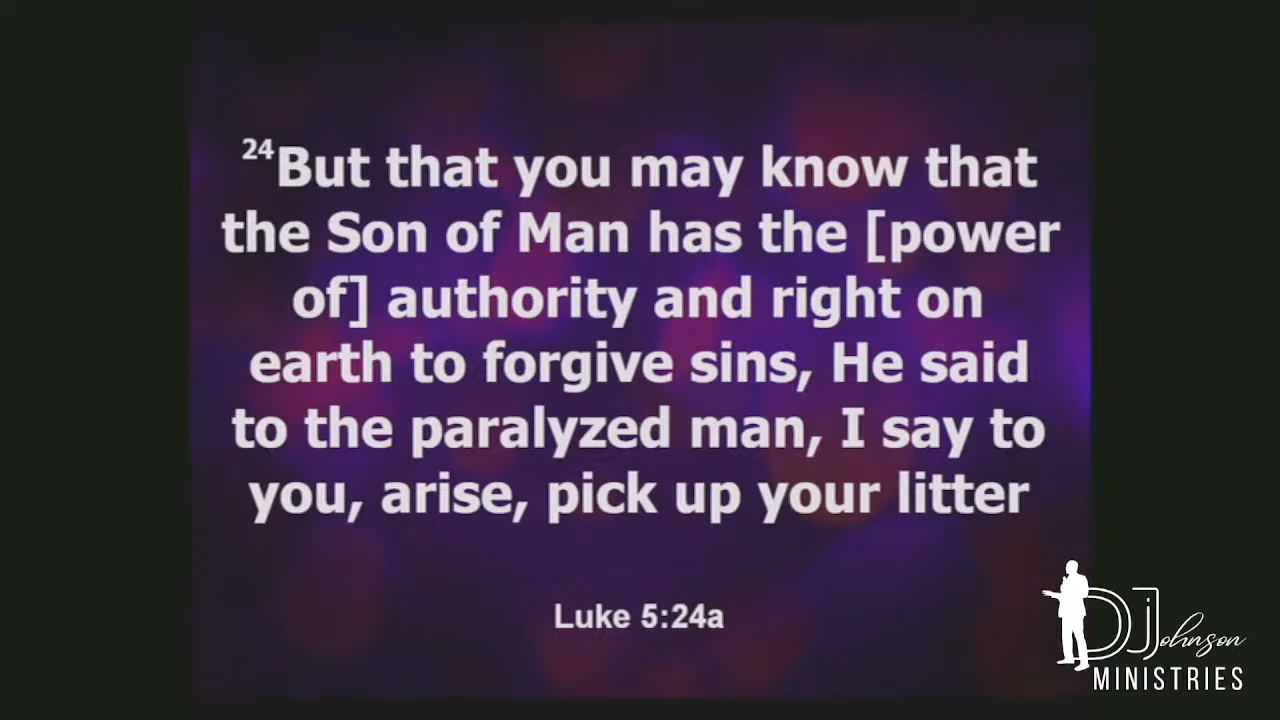 24But that you may know that
the Son of Man has the [power
of] authority and right on
earth to forgive sins, He said
to the paralyzed man, I say to
you, arise, pick up your litter
Luke 5:24a
DJohnson
MINISTRIES